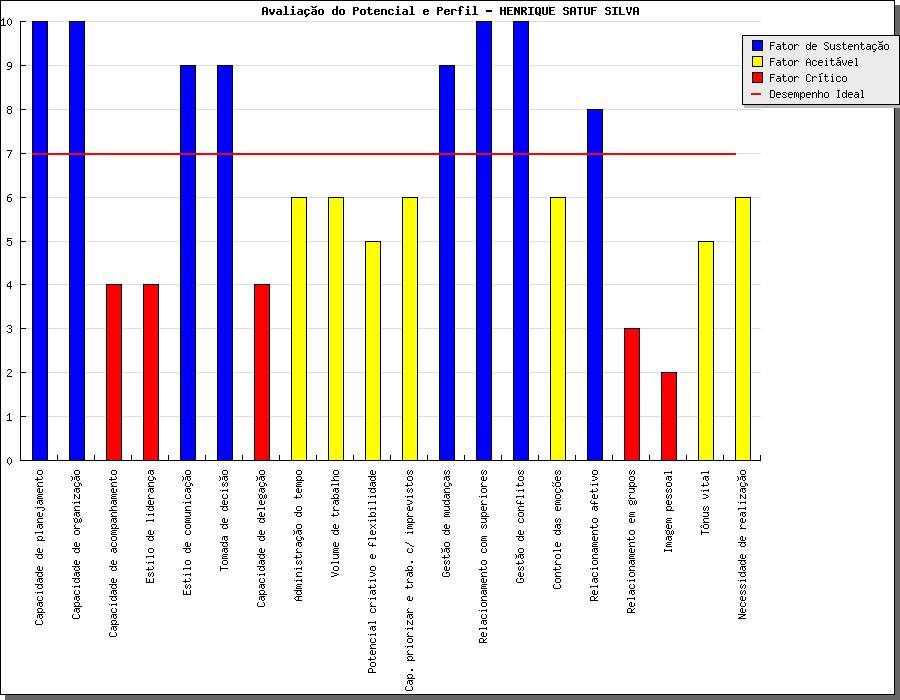 Avaliação do Potencial e Perfil - HENRIQUE SATUF SILVA
Fator de Sustentação
Fator Aceitável
Fator Crítico
Desempenho Ideal
10
9
8
7
6
5
4
3
2
1
0
Capacidade de planejamento
Capacidade de organização
Capacidade de acompanhamento
Estilo de liderança
Estilo de comunicação
Tomada de decisão
Capacidade de delegação
Administração do tempo
Volume de trabalho
Potencial criativo e flexibilidade
Cap. priorizar e trab. c/ imprevistos
Gestão de mudanças
Relacionamento com superiores
Gestão de conflitos
Controle das emoções
Relacionamento afetivo
Relacionamento em grupos
Imagem pessoal
Tônus vital
Necessidade de realização